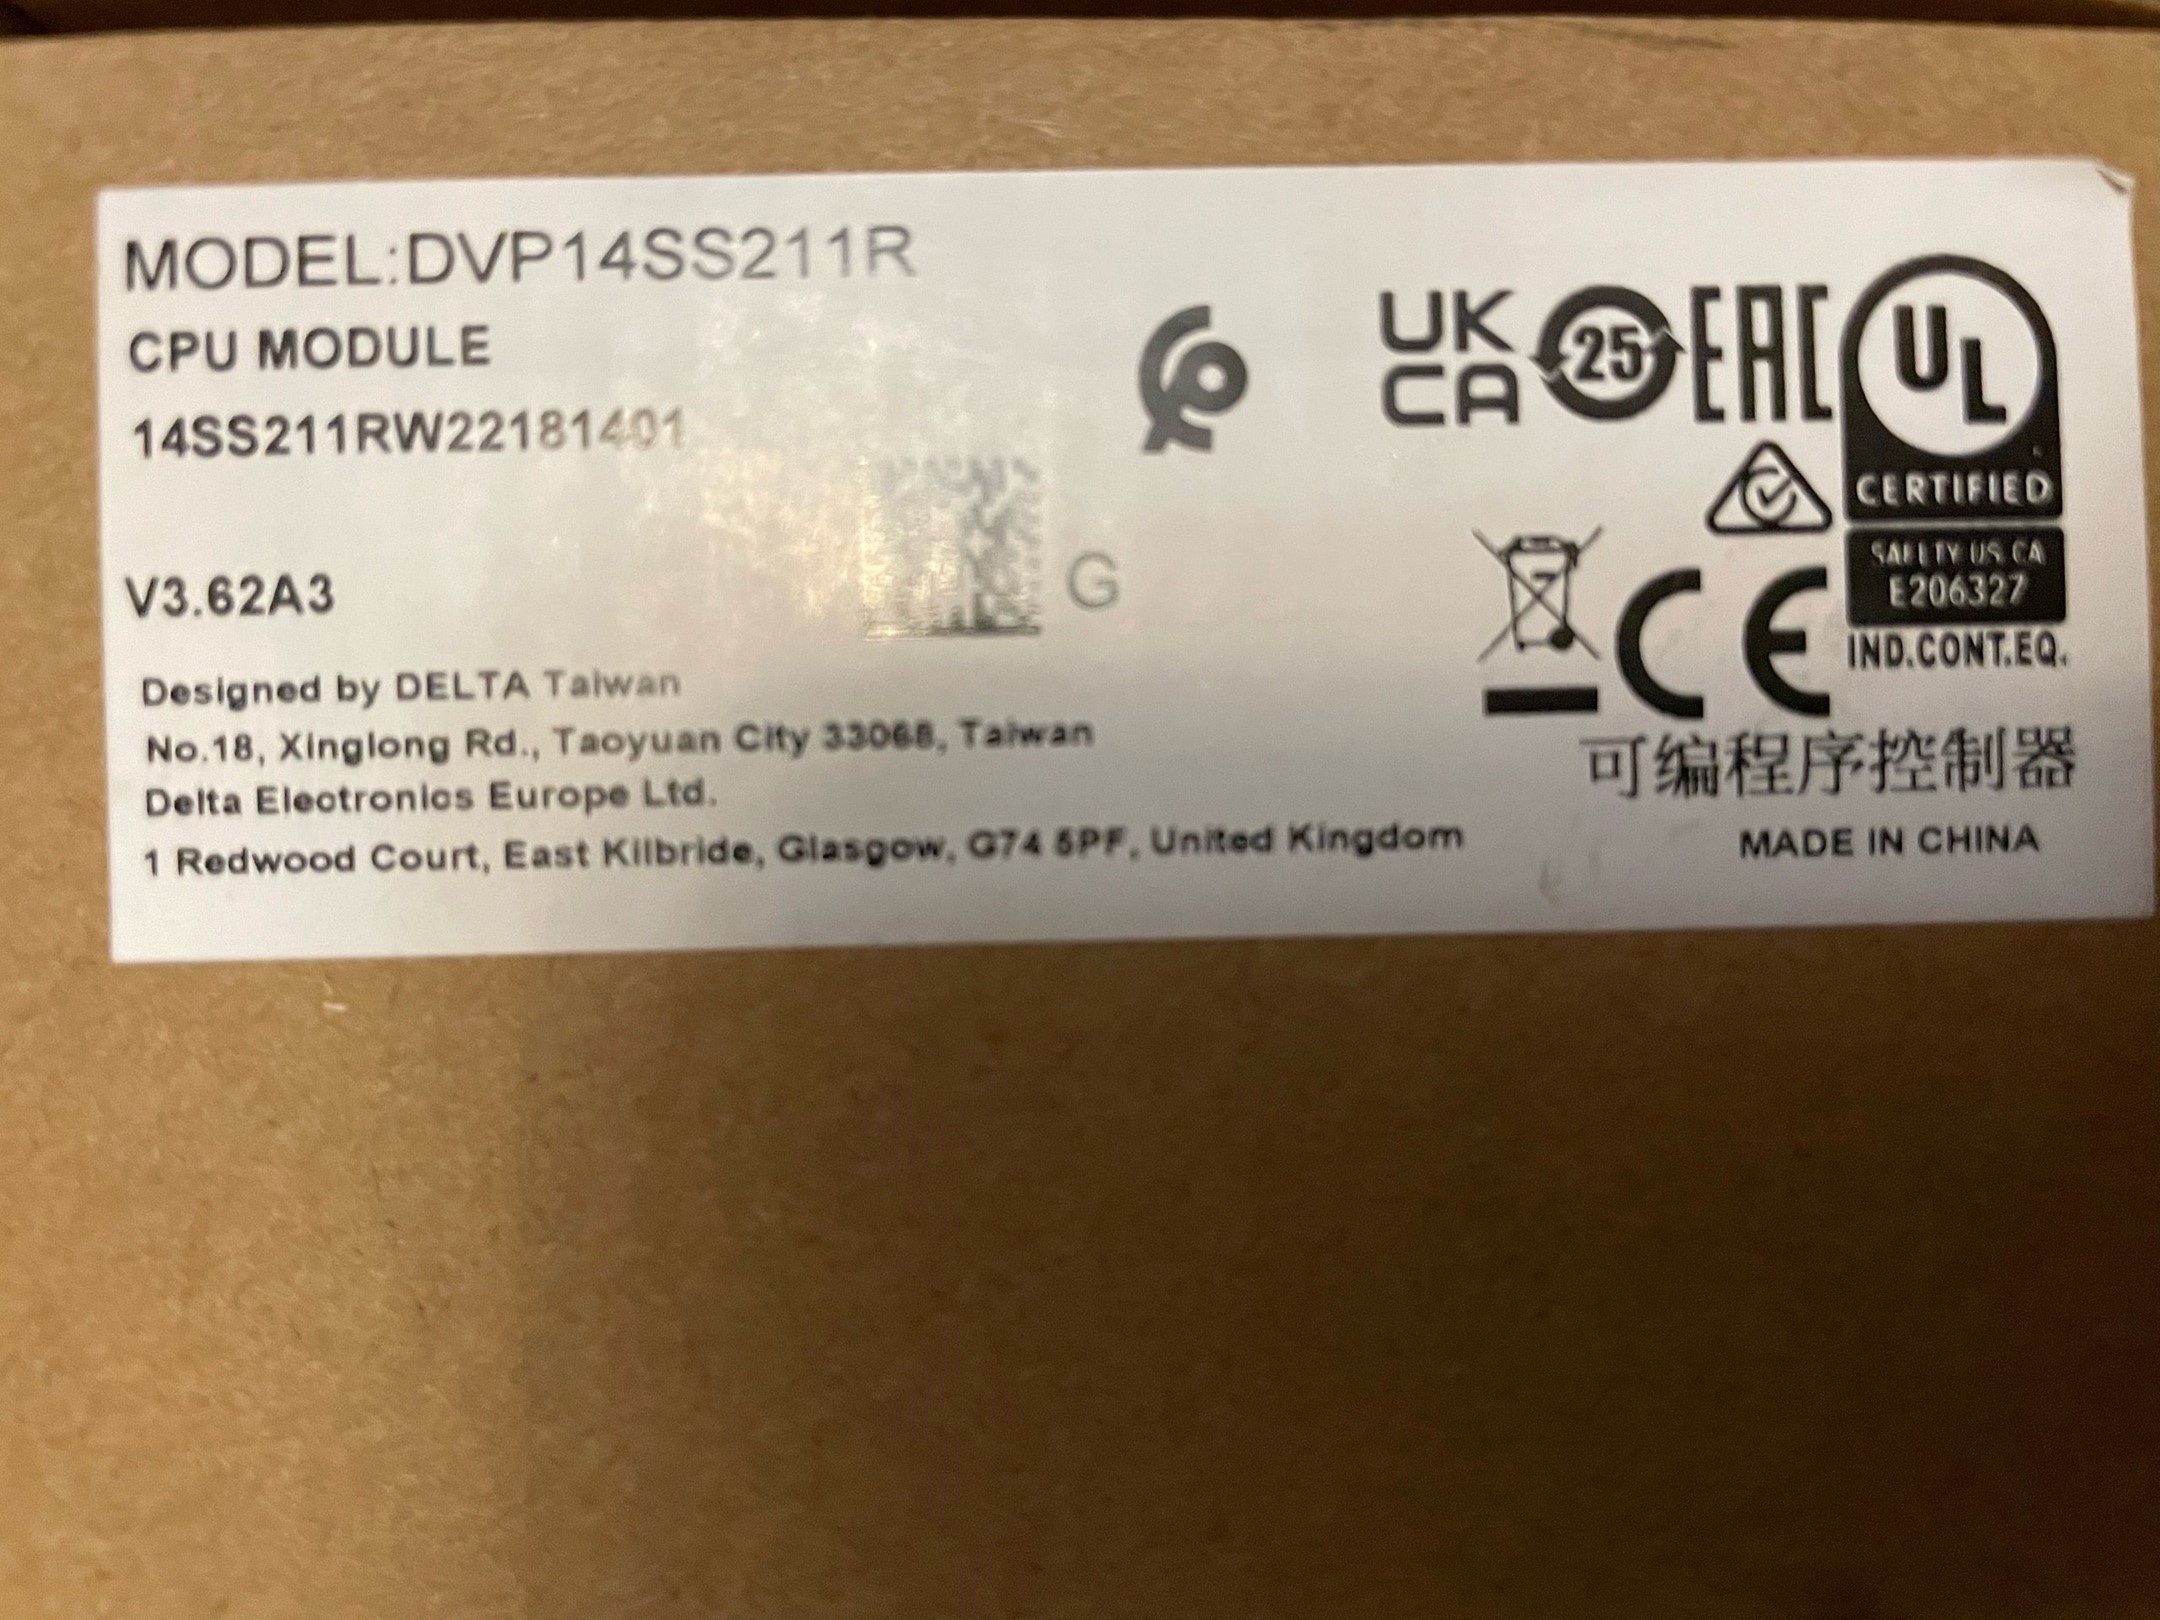 MODEL:DVP14SS211R
CPU MODULE
14SS211RW22181401
V3.62A3
G
Designed by DELTA Taiwan
No.18, Xinglong Rd., Taoyuan City 33068, Taiwan
Delta Electronics Europe Ltd.
1 Redwood Court, East Kilbride, Glasgow, G74 5PF, United Kingdom
UK
CA
25
EAC
UL
CERTIFIED
SAFETY US CA
E206327
IND.CONT.EQ.
CE
可编程序控制器
MADE IN CHINA